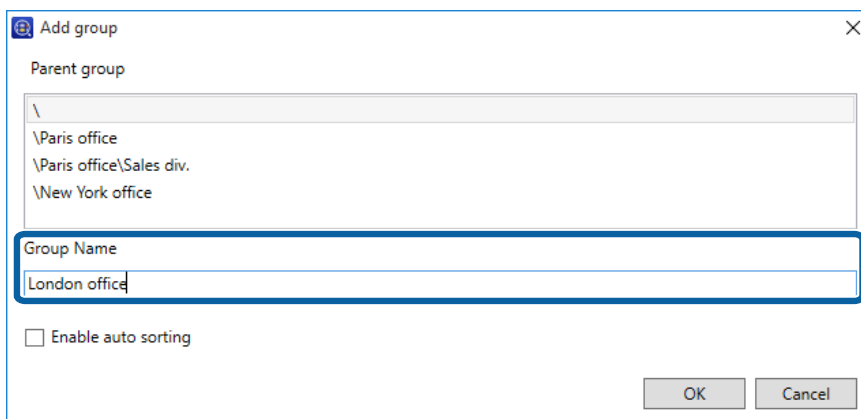 Add group
Parent group
\
\Paris office
\Paris office\Sales div.
\New York office
Group Name
London office
Enable auto sorting
OK Cancel